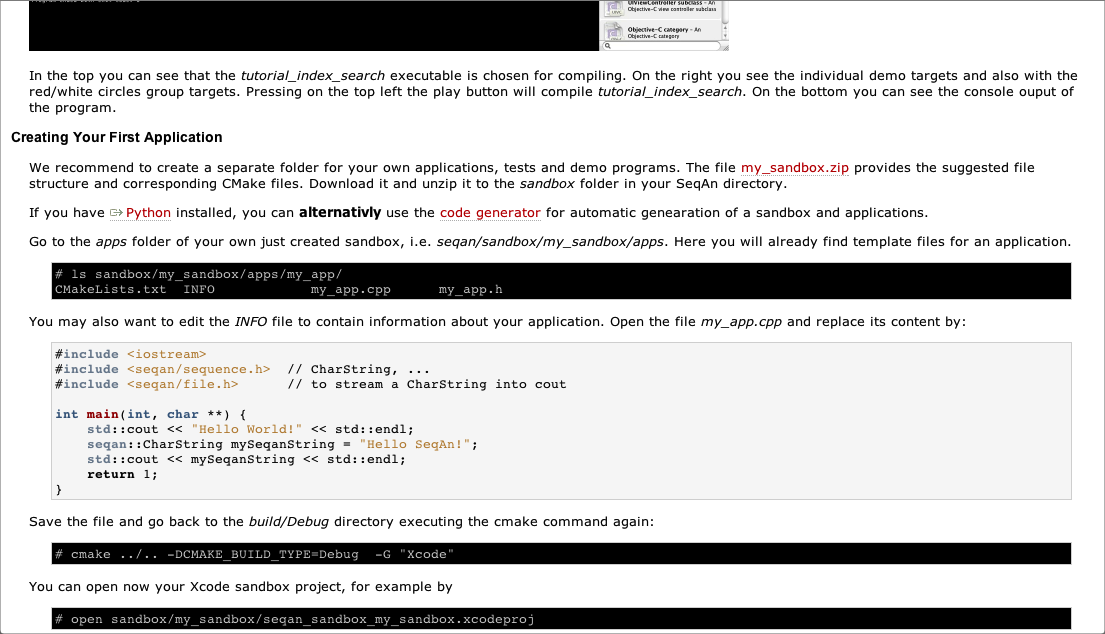 UIViewController subclass - An
Objective-C view controller subclass
Objective-C category - An
Objective-C category
In the top you can see that the tutorial_index_search executable is chosen for compiling. On the right you see the individual demo targets and also with the
red/white circles group targets. Pressing on the top left the play button will compile tutorial_index_search. On the bottom you can see the console ouput of
the program.
Creating Your First Application
We recommend to create a separate folder for your own applications, tests and demo programs. The file my_sandbox.zip provides the suggested file
structure and corresponding CMake files. Download it and unzip it to the sandbox folder in your SeqAn directory.
If you have Python installed, you can alternativly use the code generator for automatic genearation of a sandbox and applications.
Go to the apps folder of your own just created sandbox, i.e. seqan/sandbox/my_sandbox/apps. Here you will already find template files for an application.
# ls sandbox/my_sandbox/apps/my_app/
CMakeLists.txt  INFO            my_app.cpp      my_app.h
You may also want to edit the INFO file to contain information about your application. Open the file my_app.cpp and replace its content by:
#include <iostream>
#include <seqan/sequence.h>  // CharString, ...
#include <seqan/file.h>      // to stream a CharString into cout
int main(int, char **) {
    std::cout << "Hello World!" << std::endl;
    seqan::CharString mySeqanString = "Hello SeqAn!";
    std::cout << mySeqanString << std::endl;
    return 1;
}
Save the file and go back to the build/Debug directory executing the cmake command again:
# cmake ../.. -DCMAKE_BUILD_TYPE=Debug  -G "Xcode"
You can open now your Xcode sandbox project, for example by
# open sandbox/my_sandbox/seqan_sandbox_my_sandbox.xcodeproj